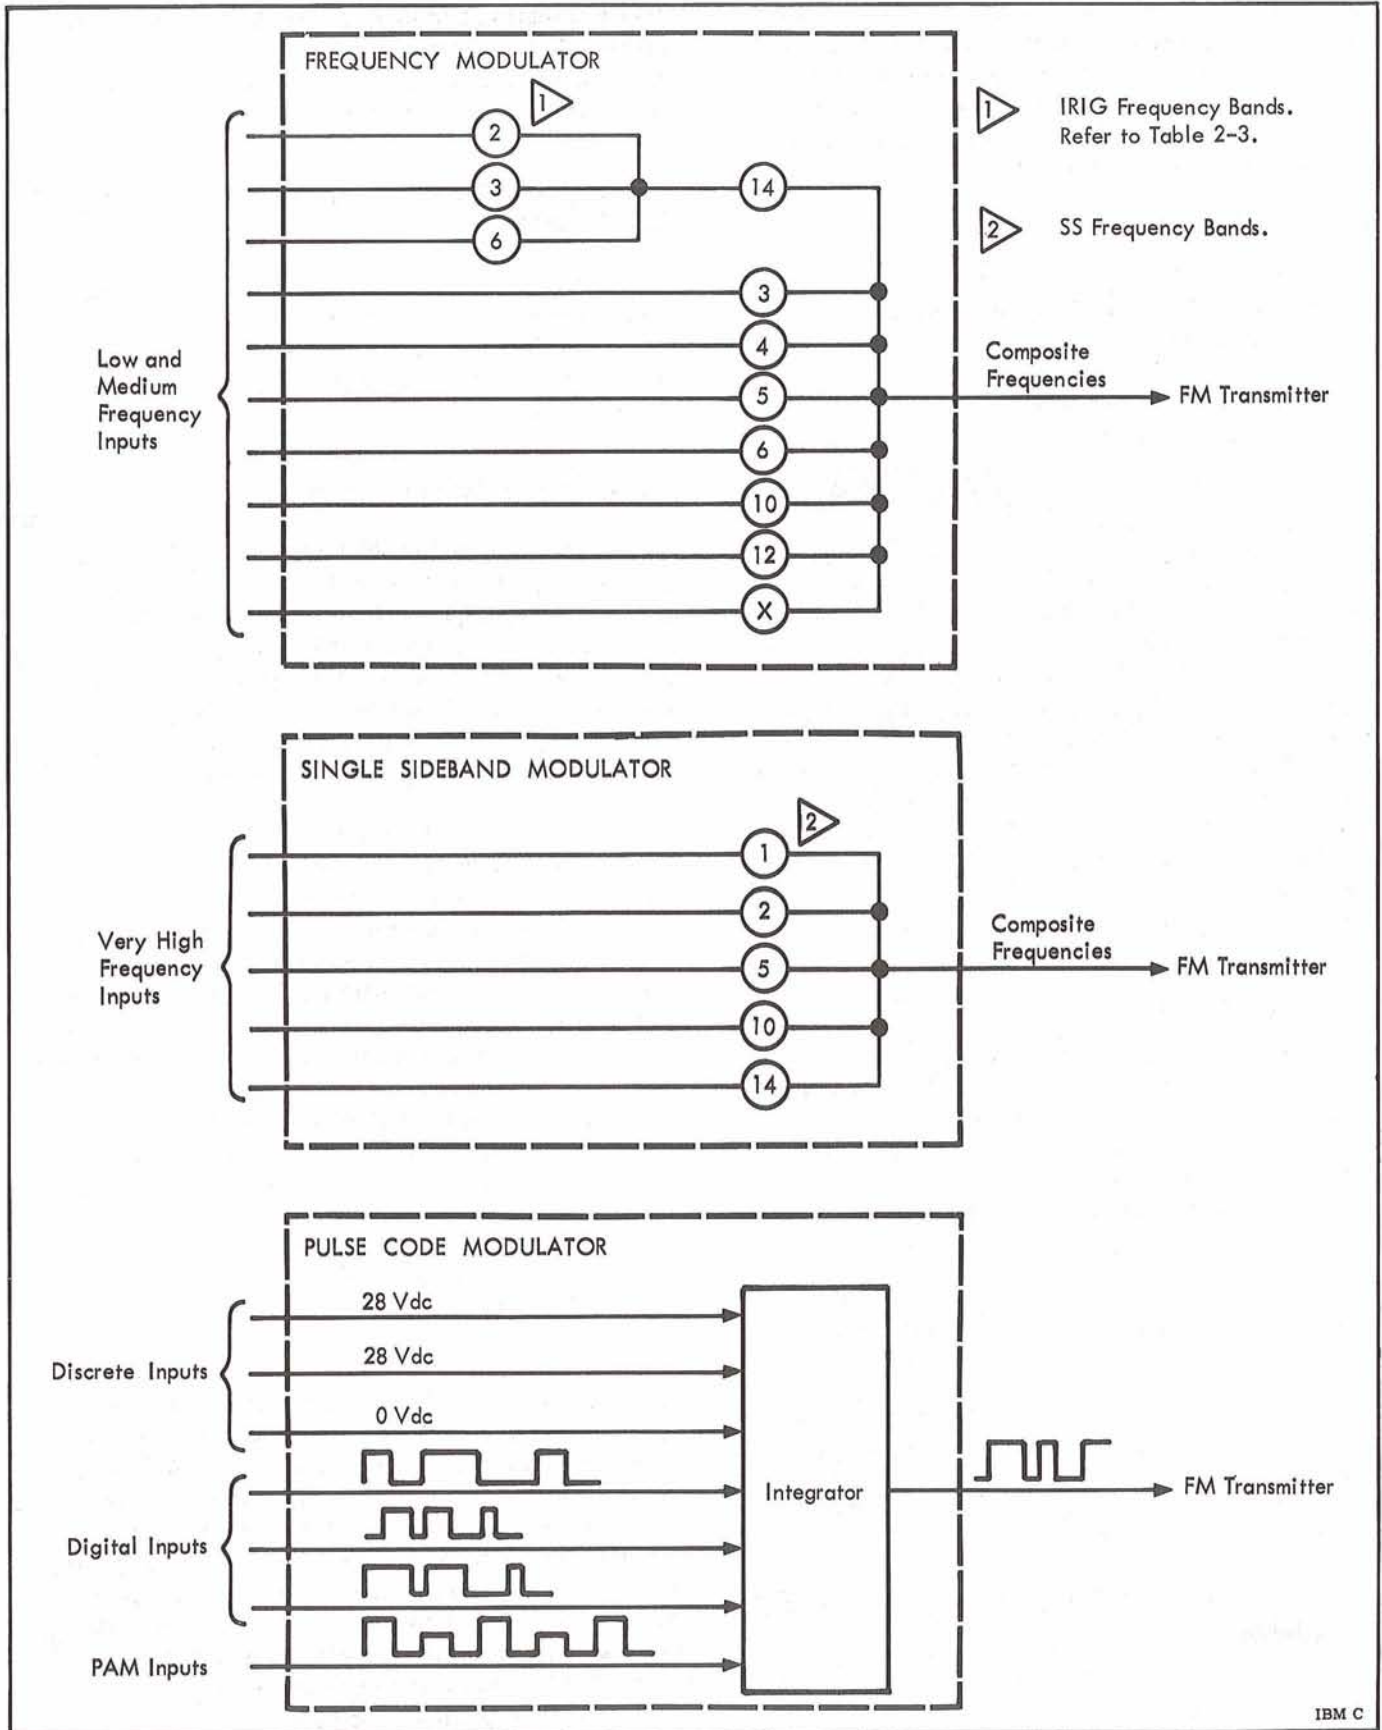 FREQUENCY MODULATOR
1
2
3
14
6
3
4
5
6
10
12
X
Low and
Medium
Frequency
Inputs
1
IRIG Frequency Bands.
Refer to Table 2-3.
2
SS Frequency Bands.
Composite
Frequencies
FM Transmitter
SINGLE SIDEBAND MODULATOR
2
1
2
5
10
14
Very High
Frequency
Inputs
Composite
Frequencies
FM Transmitter
PULSE CODE MODULATOR
28 Vdc
28 Vdc
0 Vdc
Discrete Inputs
Digital Inputs
PAM Inputs
Integrator
FM Transmitter
IBM C